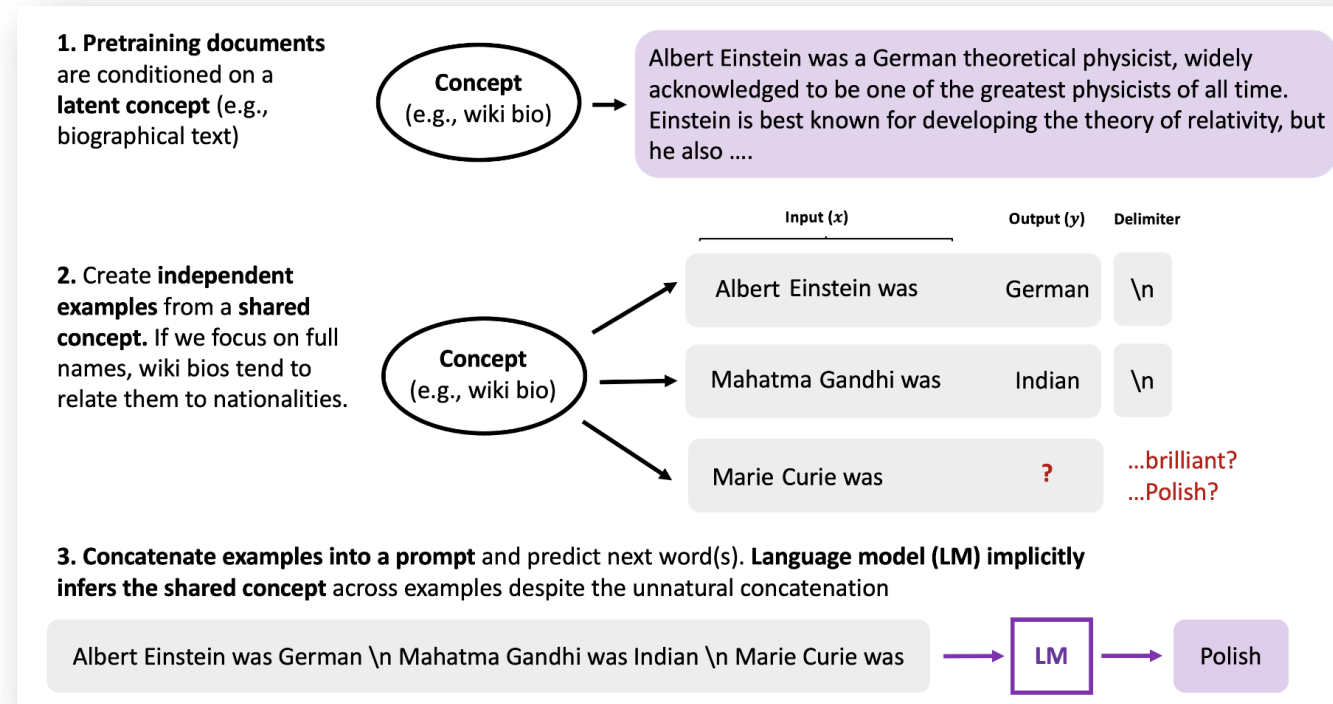 1. Pretraining documents
are conditioned on a
latent concept (e.g.,
biographical text)
Concept
(e.g., wiki bio)
Albert Einstein was a German theoretical physicist, widely
acknowledged to be one of the greatest physicists of all time.
Einstein is best known for developing the theory of relativity, but
he also ....
Input (x)
Output (y)
Delimiter
2. Create independent
examples from a shared
concept. If we focus on full
names, wiki bios tend to
relate them to nationalities.
Concept
(e.g., wiki bio)
Albert Einstein was
German
\n
Mahatma Gandhi was
Indian
\n
Marie Curie was
?
...brilliant?
...Polish?
3. Concatenate examples into a prompt and predict next word(s). Language model (LM) implicitly
infers the shared concept across examples despite the unnatural concatenation
Albert Einstein was German \n Mahatma Gandhi was Indian \n Marie Curie was
LM
Polish